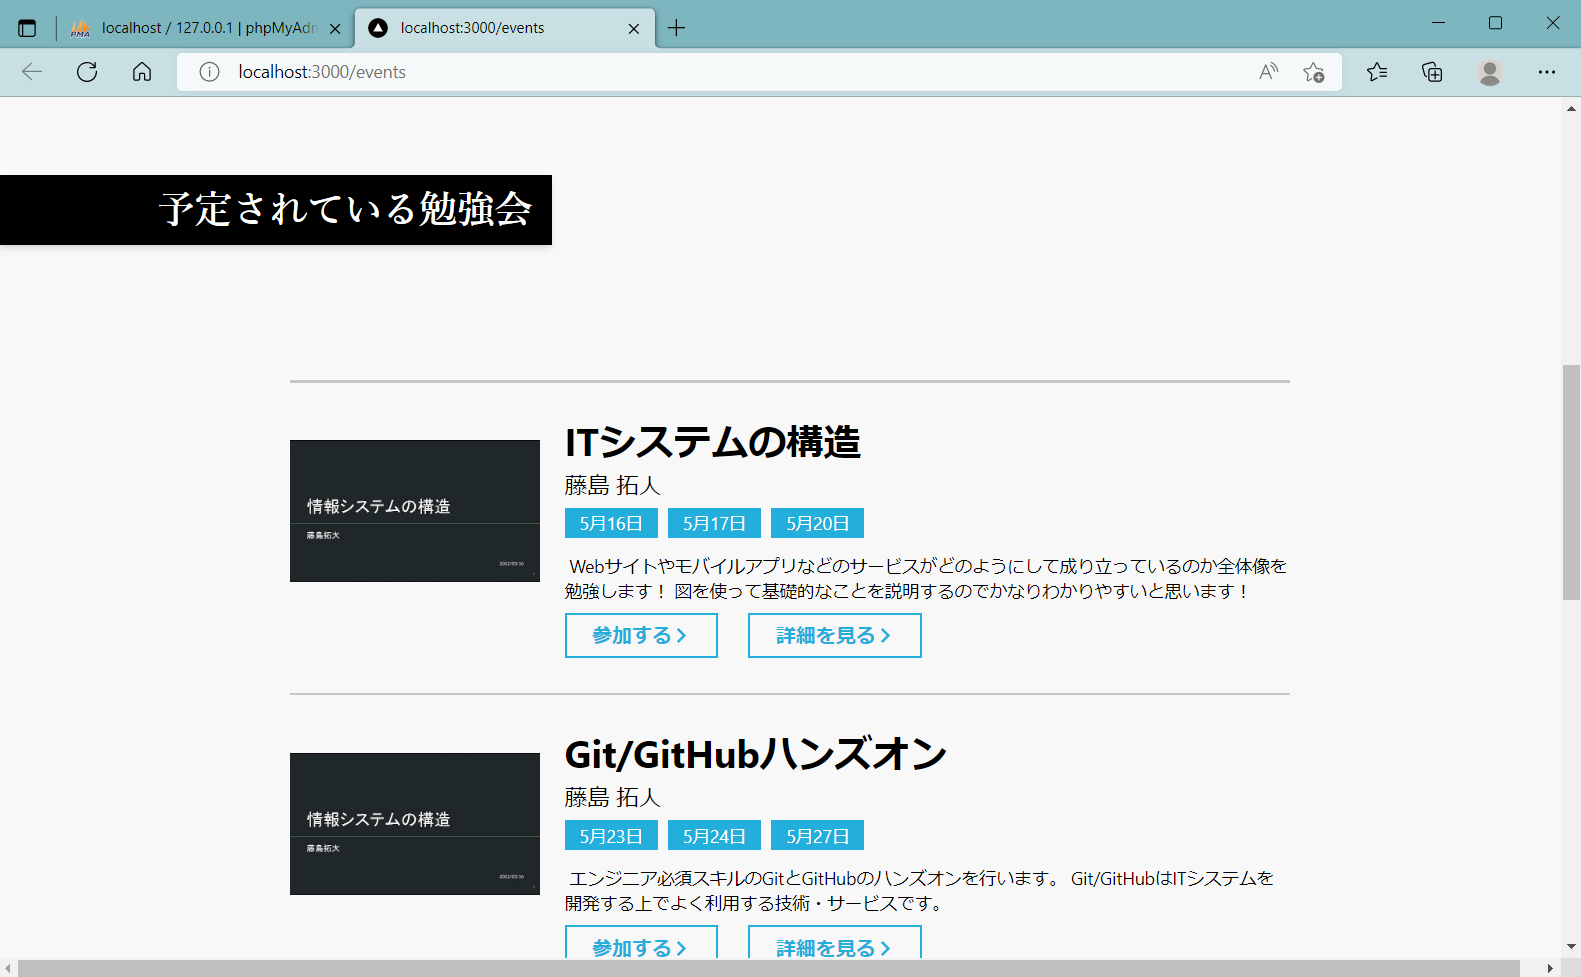 localhost / 127.0.0.1 | phpMyAdn
localhost:3000/events
localhost:3000/events
予定されている勉強会
ITシステムの構造
藤島 拓人
5月16日 5月17日 5月20日
Webサイトやモバイルアプリなどのサービスがどのようにして成り立っているのか全体像を
勉強します！ 図を使って基礎的なことを説明するのでかなりわかりやすいと思います！
参加する 詳細を見る
情報システムの構造
藤島拓大
2022/05/16
Git/GitHubハンズオン
藤島 拓人
5月23日 5月24日 5月27日
エンジニア必須スキルのGitとGitHubのハンズオンを行います。 Git/GitHubはITシステムを
開発する上でよく利用する技術・サービスです。
参加する 詳細を見る
情報システムの構造
藤島拓大
2022/05/16